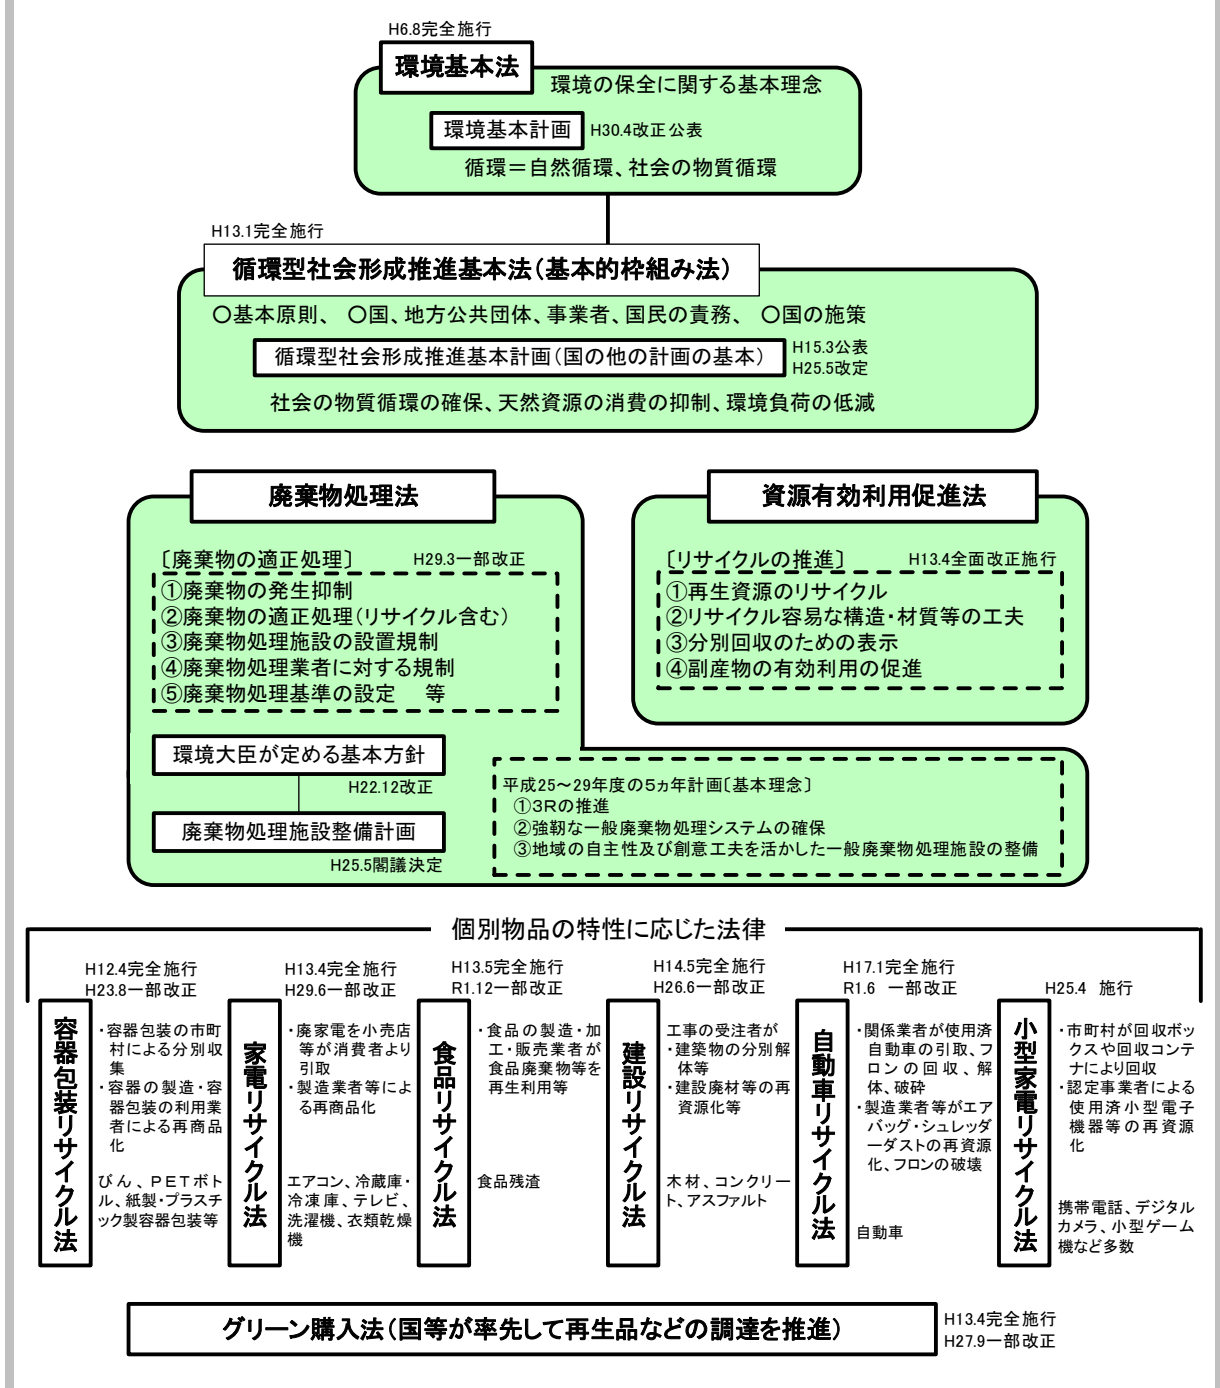 H6.8完全施行
環境基本法
環境の保全に関する基本理念
環境基本計画
H30.4改正公表
循環＝自然循環、社会の物質循環
H13.1完全施行
循環型社会形成推進基本法（基本的枠組み法）
○基本原則、　○国、地方公共団体、事業者、国民の責務、　○国の施策
循環型社会形成推進基本計画（国の他の計画の基本）
H15.3公表
H25.5改定
社会の物質循環の確保、天然資源の消費の抑制、環境負荷の低減
廃棄物処理法
〔廃棄物の適正処理〕
H29.3一部改正
①廃棄物の発生抑制
②廃棄物の適正処理（リサイクル含む）
③廃棄物処理施設の設置規制
④廃棄物処理業者に対する規制
⑤廃棄物処理基準の設定　等
資源有効利用促進法
〔リサイクルの推進〕
H13.4全面改正施行
①再生資源のリサイクル
②リサイクル容易な構造・材質等の工夫
③分別回収のための表示
④副産物の有効利用の促進
環境大臣が定める基本方針
H22.12改正
廃棄物処理施設整備計画
H25.5閣議決定
平成25～29年度の５ヵ年計画〔基本理念〕
①３Rの推進
②強靭な一般廃棄物処理システムの確保
③地域の自主性及び創意工夫を活かした一般廃棄物処理施設の整備
個別物品の特性に応じた法律
H12.4完全施行
H23.8一部改正
容器包装リサイクル法
・容器包装の市町
村による分別収
集
・容器の製造・容
器包装の利用業
者による再商品
化
びん、ＰＥＴボト
ル、紙製・プラスチ
ック製容器包装等
H13.4完全施行
H29.6一部改正
家電リサイクル法
・廃家電を小売店
等が消費者より
引取
・製造業者等によ
る再商品化
エアコン、冷蔵庫・
冷凍庫、テレビ、
洗濯機、衣類乾燥
機
H13.5完全施行
R1.12一部改正
食品リサイクル法
・食品の製造・加
工・販売業者が
食品廃棄物等を
再生利用等
食品残渣
H14.5完全施行
H26.6一部改正
建設リサイクル法
工事の受注者が
・建築物の分別解
体等
・建設廃材等の再
資源化等
木材、コンクリー
ト、アスファルト
H17.1完全施行
R1.6　一部改正
自動車リサイクル法
・関係業者が使用済
自動車の引取、フ
ロンの回収、解
体、破砕
・製造業者等がエア
バッグ・シュレッダ
ーダストの再資源
化、フロンの破壊
自動車
H25.4　施行
小型家電リサイクル法
・市町村が回収ボッ
クスや回収コンテ
ナにより回収
・認定事業者による
使用済小型電子
機器等の再資源
化
携帯電話、デジタル
カメラ、小型ゲーム
機など多数
グリーン購入法（国等が率先して再生品などの調達を推進）
H13.4完全施行
H27.9一部改正